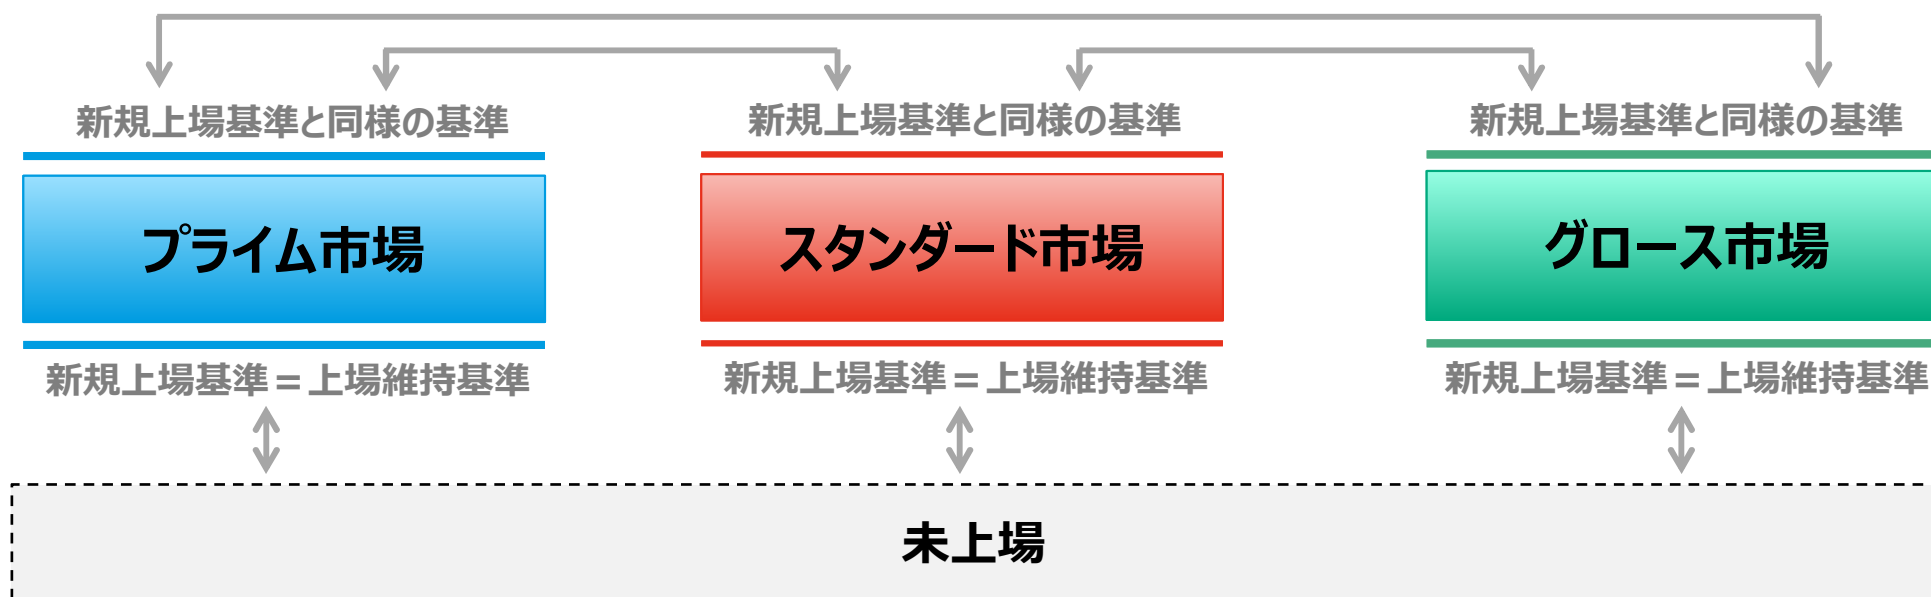 新規上場基準と同様の基準
新規上場基準と同様の基準
新規上場基準と同様の基準
プライム市場
スタンダード市場
グロース市場
新規上場基準＝上場維持基準
新規上場基準＝上場維持基準
新規上場基準＝上場維持基準
未上場